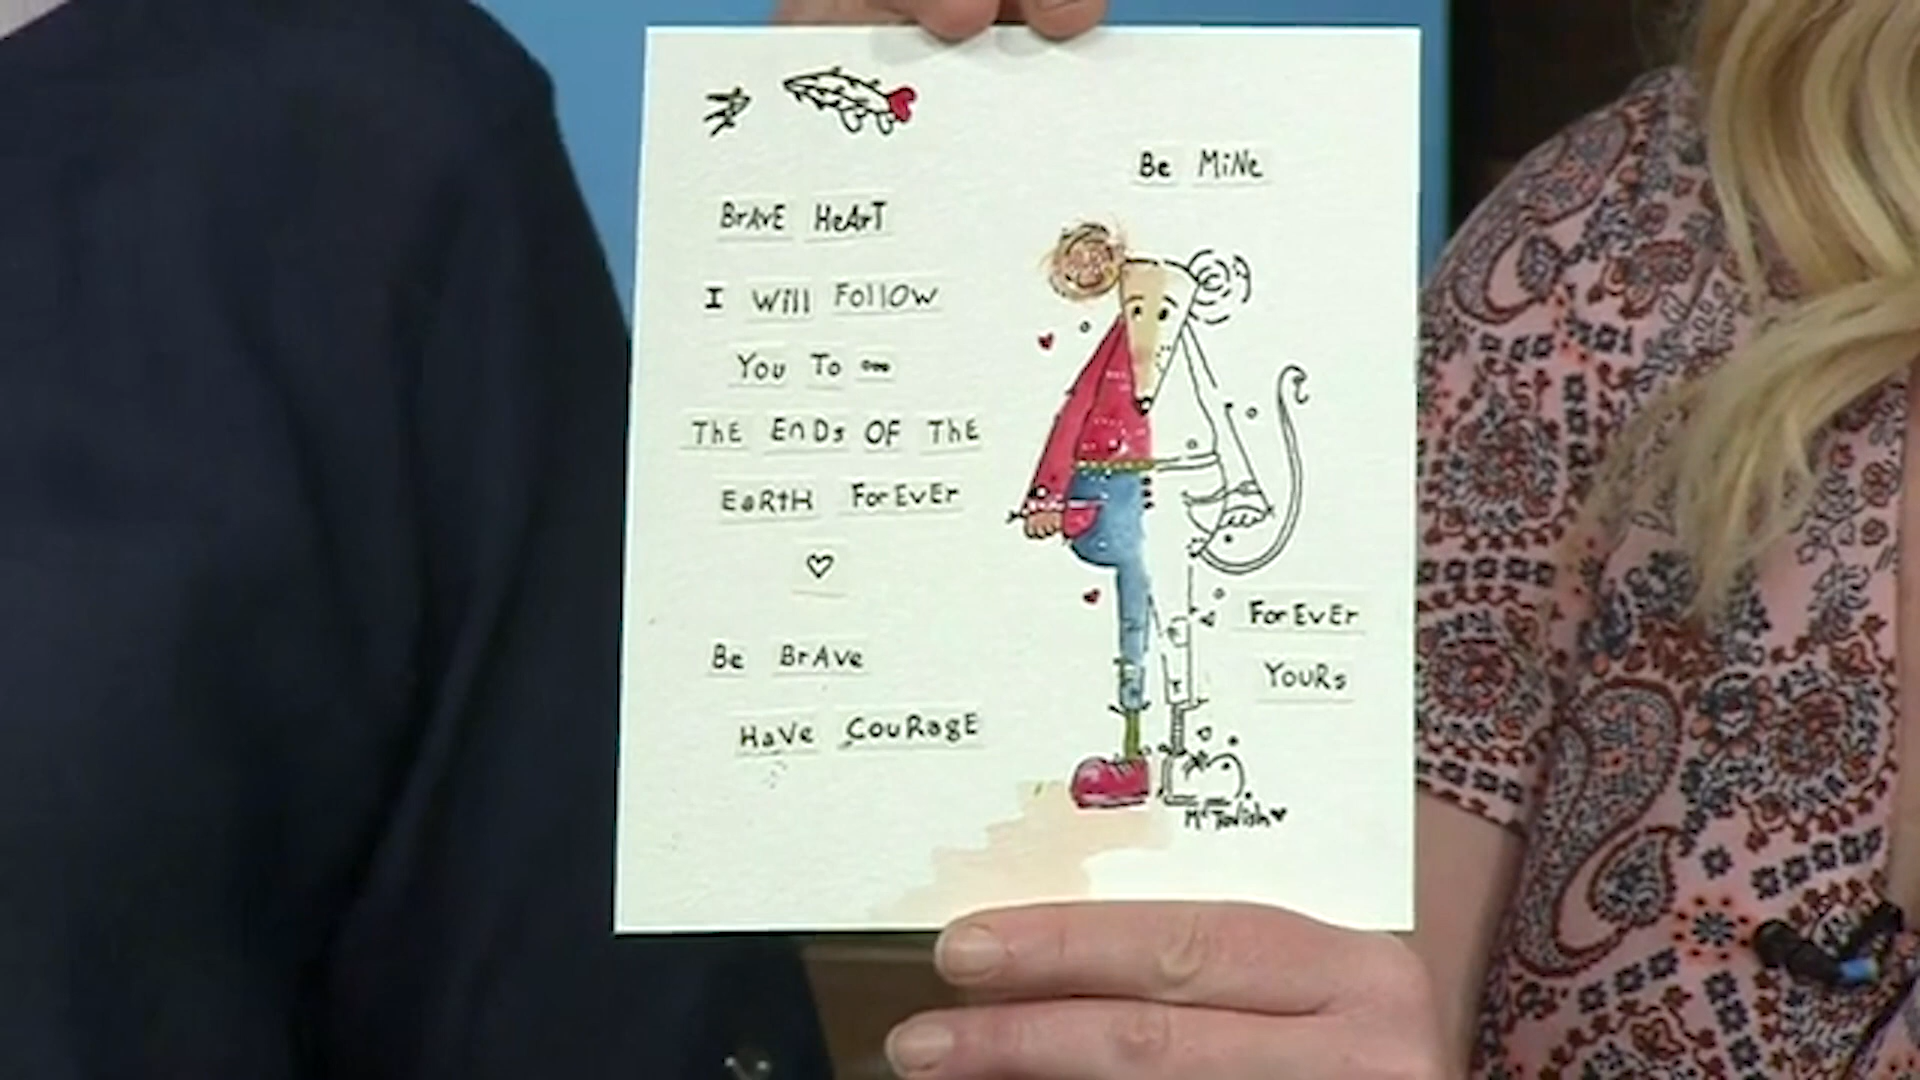 BrAvE HeArT
I Will Follow
You To
ThE EnDs OF ThE
EaRtH ForEvEr
Be BrAve
HaVe CouRagE
Be MiNe
ForEvEr
YouRs
McTavish